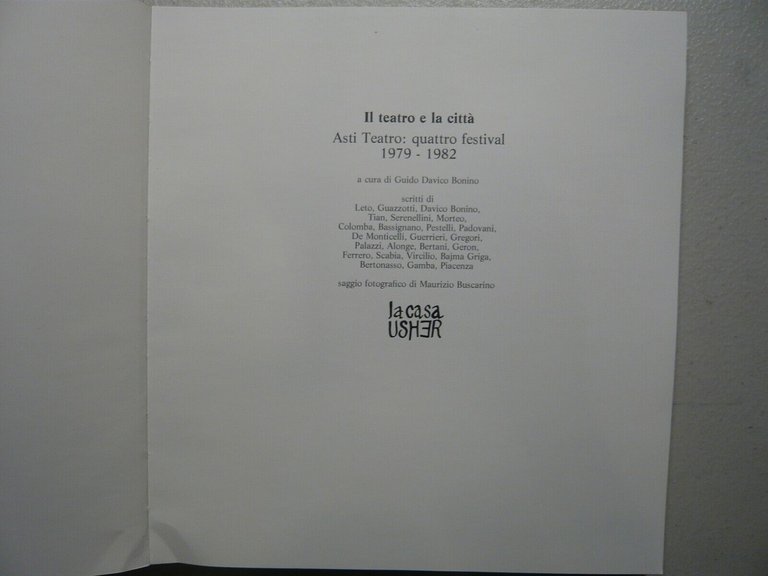 Il teatro e la città
Asti Teatro: quattro festival
1979 - 1982
a cura di Guido Davico Bonino
scritti di
Leto, Guazzotti, Davico Bonino,
Tian, Serenellini, Morteo,
Colomba, Bassignano, Pestelli, Padovani,
De Monticelli, Guerrieri, Gregori,
Palazzi, Alonge, Bertani, Geron,
Ferrero, Scabia, Vircilio, Bajma Griga,
Bertonasso, Gamba, Piacenza
saggio fotografico di Maurizio Buscarino
la casa
USHER